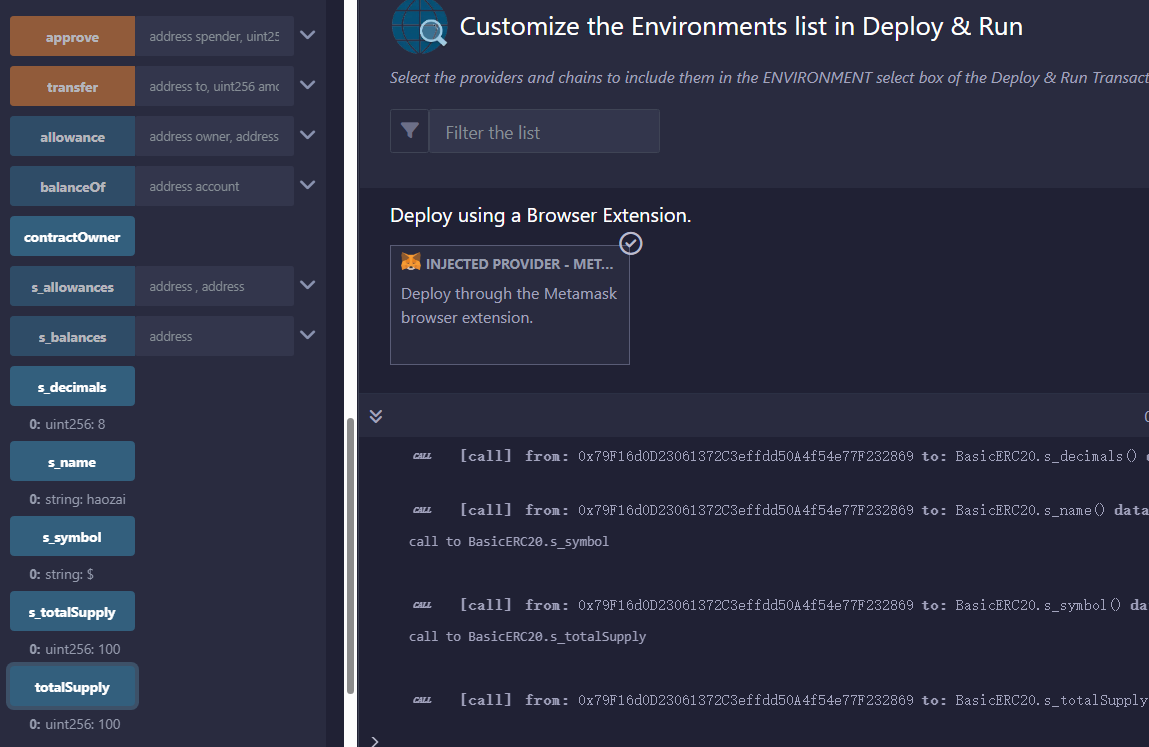 approve
address spender, uint25
transfer
address to, uint256 amo
allowance
address owner, address
balanceOf
address account
contractOwner
s_allowances
address , address
s_balances
address
s_decimals
0: uint256: 8
s_name
0: string: haozai
s_symbol
0: string: $
s_totalSupply
0: uint256: 100
totalSupply
0: uint256: 100
Customize the Environments list in Deploy & Run
Select the providers and chains to include them in the ENVIRONMENT select box of the Deploy & Run Transact
Filter the list
Deploy using a Browser Extension.
INJECTED PROVIDER - MET...
Deploy through the Metamask
browser extension.
CALL [call] from: 0x79F16d0D23061372C3effdd50A4f54e77F232869 to: BasicERC20.s_decimals() d
CALL [call] from: 0x79F16d0D23061372C3effdd50A4f54e77F232869 to: BasicERC20.s_name() data
call to BasicERC20.s_symbol
CALL [call] from: 0x79F16d0D23061372C3effdd50A4f54e77F232869 to: BasicERC20.s_symbol() da
call to BasicERC20.s_totalSupply
CALL [call] from: 0x79F16d0D23061372C3effdd50A4f54e77F232869 to: BasicERC20.s_totalSupply
>